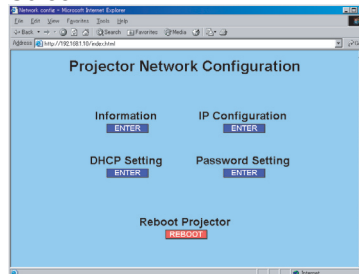 Network config - Microsoft Internet Explorer
File Edit View Favorites Tools Help
Back Search Favorites Media
Address http://192.168.1.10/index.html
Projector Network Configuration
Information IP Configuration
ENTER ENTER
DHCP Setting Password Setting
ENTER ENTER
Reboot Projector
REBOOT
Internet